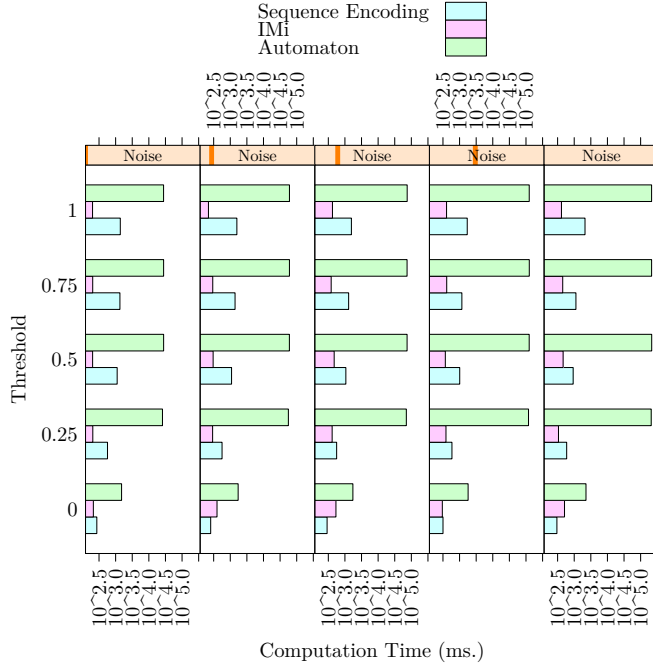 Sequence Encoding
IMi
Automaton
10^2.5 10^3.0 10^3.5 10^4.0 10^4.5 10^5.0 10^2.5 10^3.0 10^3.5 10^4.0 10^4.5 10^5.0
Noise Noise Noise Noise Noise
1
0.75
0.5
0.25
0
Threshold
10^2.5 10^3.0 10^3.5 10^4.0 10^4.5 10^5.0 10^2.5 10^3.0 10^3.5 10^4.0 10^4.5 10^5.0 10^2.5 10^3.0 10^3.5 10^4.0 10^4.5 10^5.0
Computation Time (ms.)